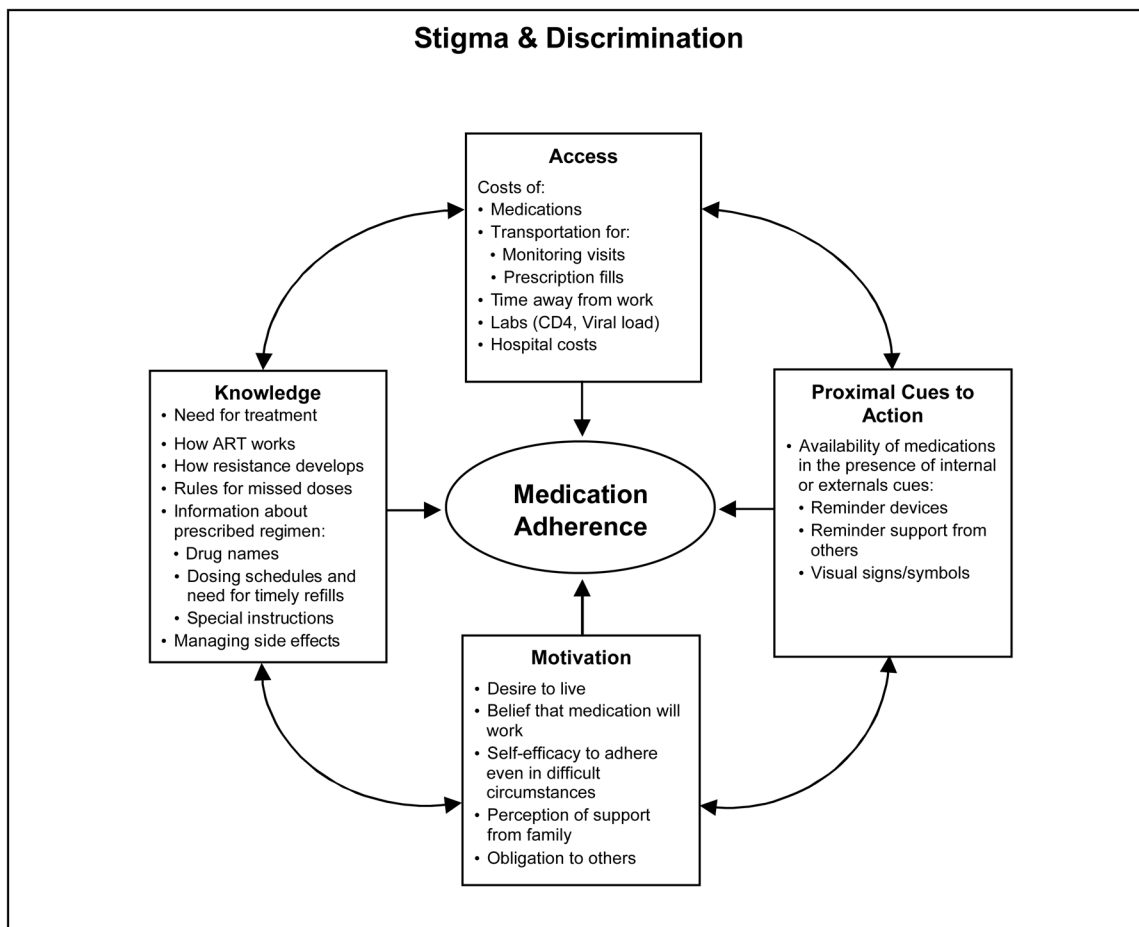 Stigma & Discrimination
Access
Costs of:
• Medications
• Transportation for:
• Monitoring visits
• Prescription fills
• Time away from work
• Labs (CD4, Viral load)
• Hospital costs
Knowledge
• Need for treatment
• How ART works
• How resistance develops
• Rules for missed doses
• Information about
prescribed regimen:
• Drug names
• Dosing schedules and
need for timely refills
• Special instructions
• Managing side effects
Medication
Adherence
Proximal Cues to
Action
• Availability of medications
in the presence of internal
or externals cues:
• Reminder devices
• Reminder support from
others
• Visual signs/symbols
Motivation
• Desire to live
• Belief that medication will
work
• Self-efficacy to adhere
even in difficult
circumstances
• Perception of support
from family
• Obligation to others